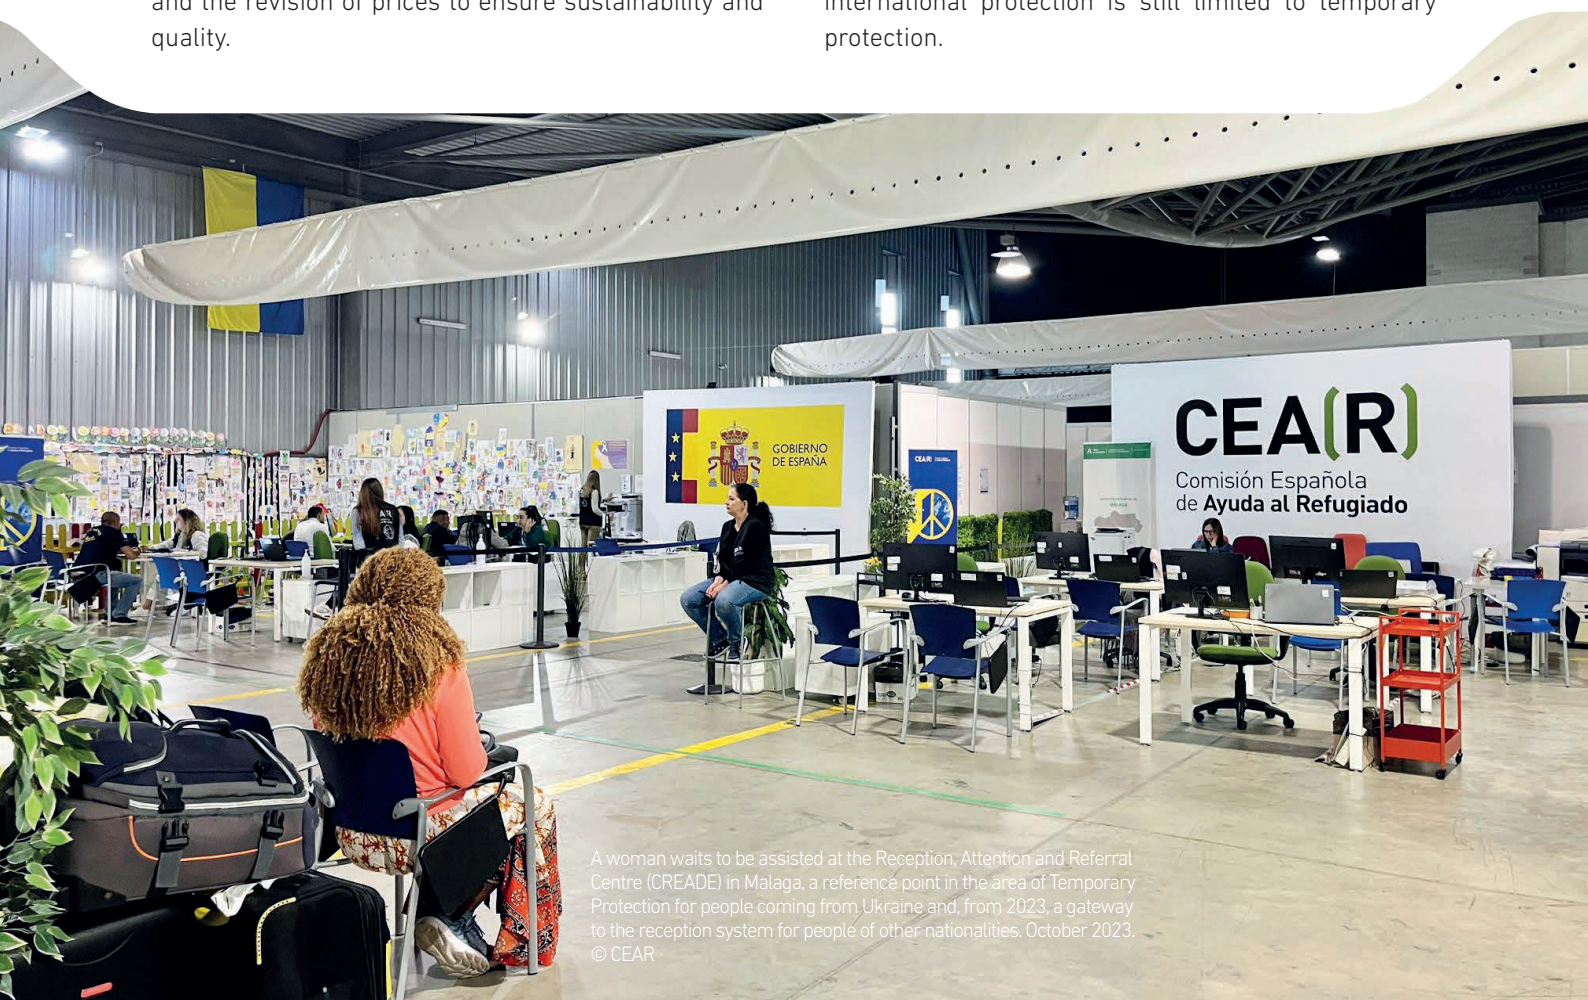 and the revision of prices to ensure sustainability and
quality.
international protection is still limited to temporary
protection.
GOBIERNO
DE ESPAÑA
CEA(R)
CEA(R)
Comisión Española
de Ayuda al Refugiado
A woman waits to be assisted at the Reception, Attention and Referral
Centre (CREADE) in Malaga, a reference point in the area of Temporary
Protection for people coming from Ukraine and, from 2023, a gateway
to the reception system for people of other nationalities. October 2023.
© CEAR